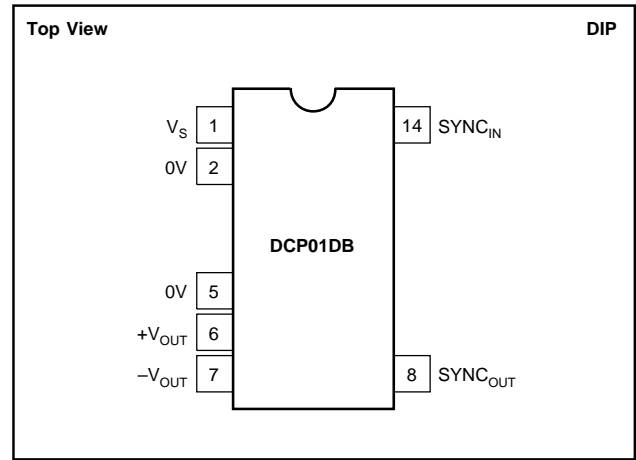 Top View DIP
V_S 1 14 SYNC_IN
0V 2
DCP01DB
0V 5
+V_OUT 6
–V_OUT 7 8 SYNC_OUT